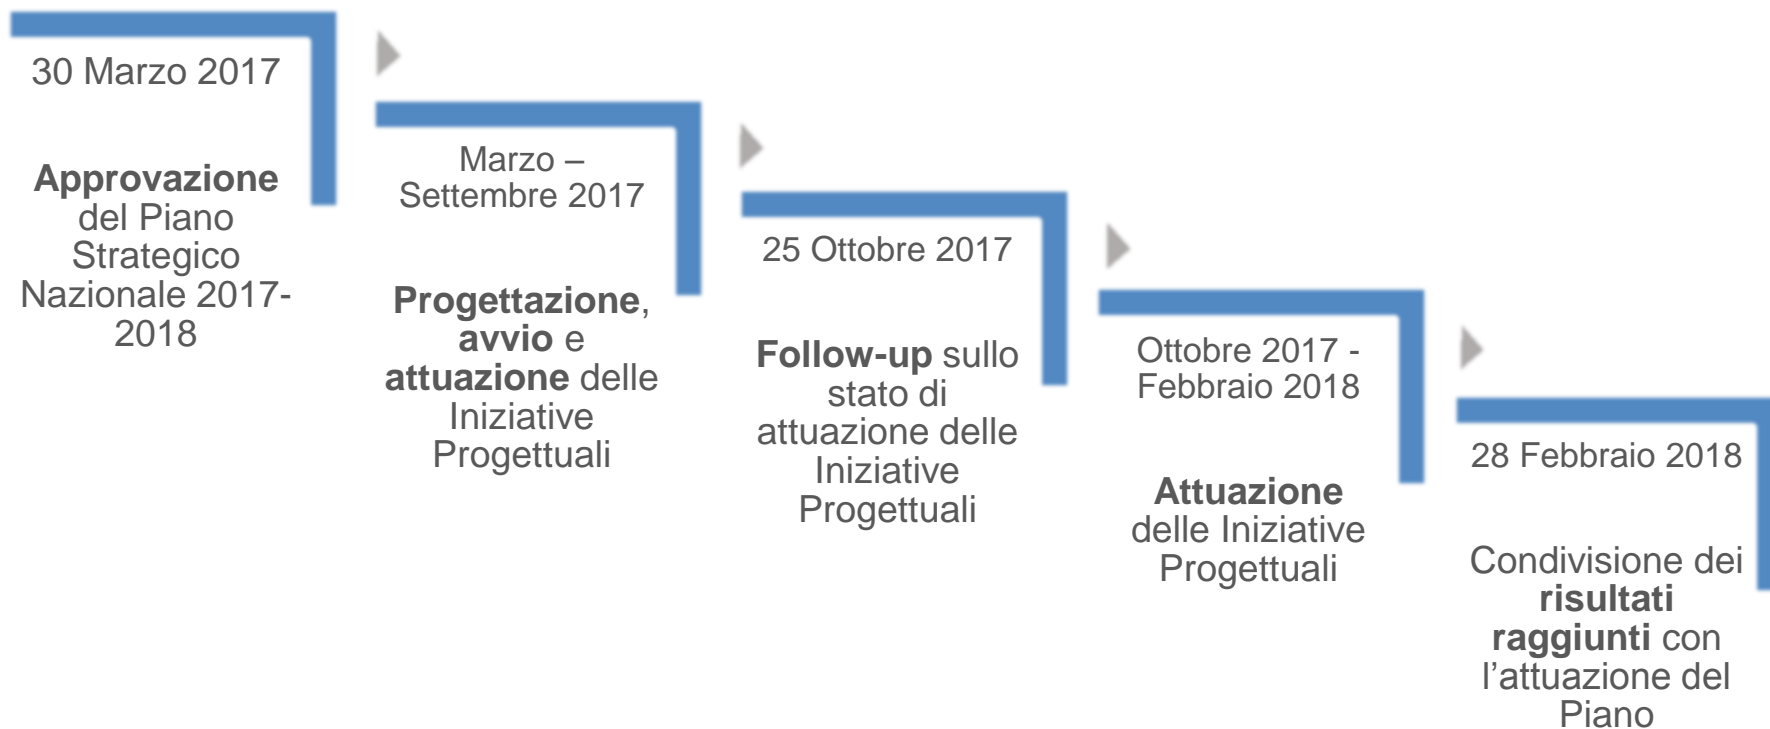 30 Marzo 2017
Approvazione
del Piano
Strategico
Nazionale 2017-
2018
Marzo –
Settembre 2017
Progettazione,
avvio e
attuazione delle
Iniziative
Progettuali
25 Ottobre 2017
Follow-up sullo
stato di
attuazione delle
Iniziative
Progettuali
Ottobre 2017 -
Febbraio 2018
Attuazione
delle Iniziative
Progettuali
28 Febbraio 2018
Condivisione dei
risultati
raggiunti con
l’attuazione del
Piano